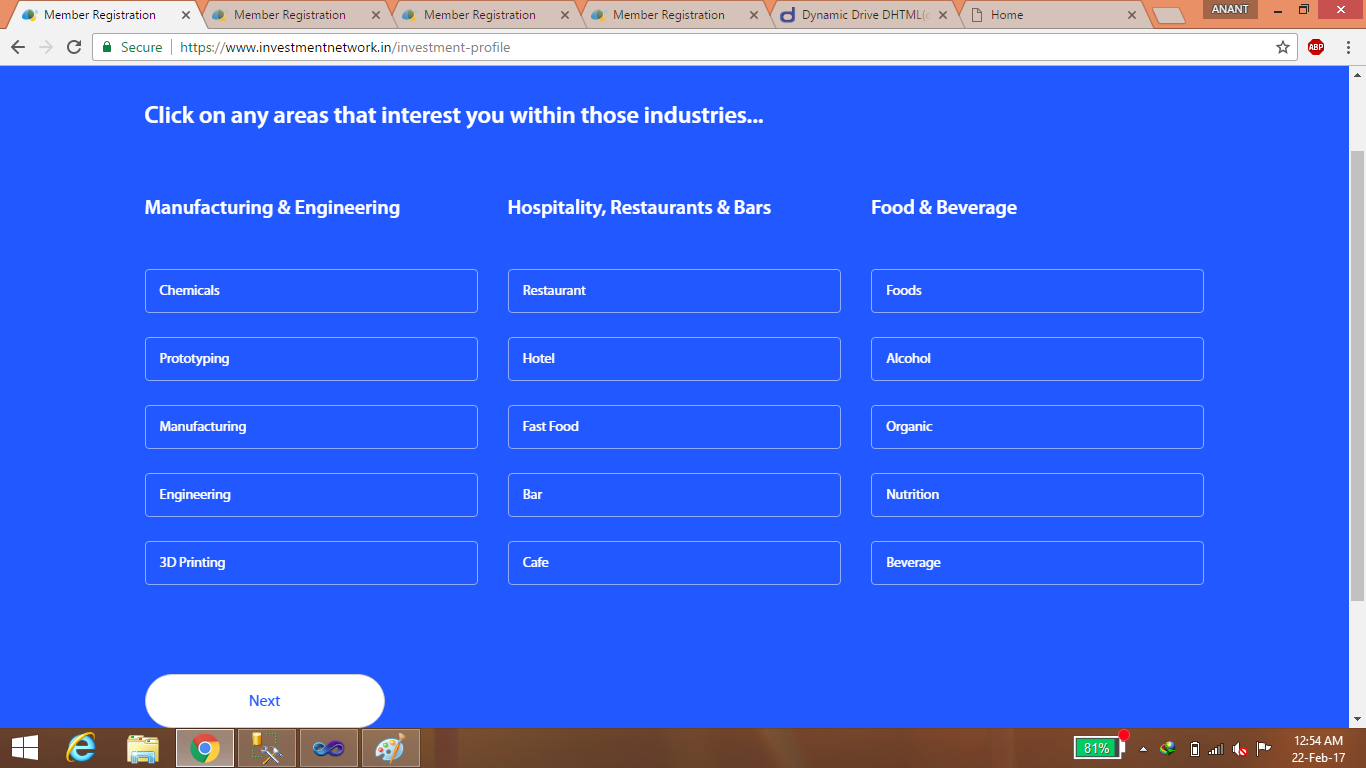 Member Registration
Member Registration
Member Registration
Member Registration
Dynamic Drive DHTML(
Home
ANANT
Secure
https://www.investmentnetwork.in/investment-profile
ABP
Click on any areas that interest you within those industries...
Manufacturing & Engineering
Hospitality, Restaurants & Bars
Food & Beverage
Chemicals
Restaurant
Foods
Prototyping
Hotel
Alcohol
Manufacturing
Fast Food
Organic
Engineering
Bar
Nutrition
3D Printing
Cafe
Beverage
Next
81%
12:54 AM
22-Feb-17